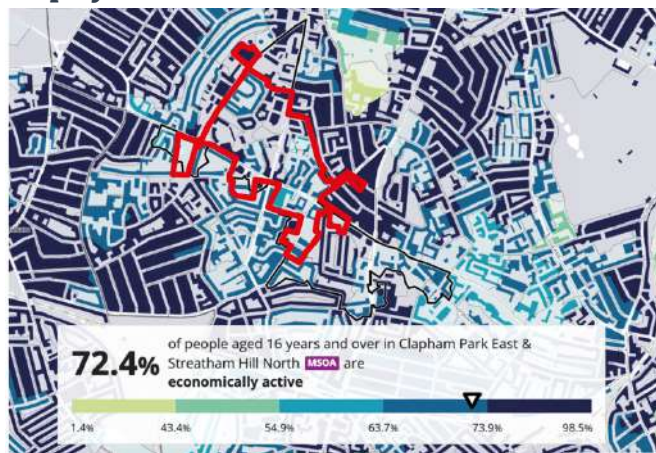 72.4%
of people aged 16 years and over in Clapham Park East &
Streatham Hill North MSOA are
economically active
1.4% 43.4% 54.9% 63.7% 73.9% 98.5%